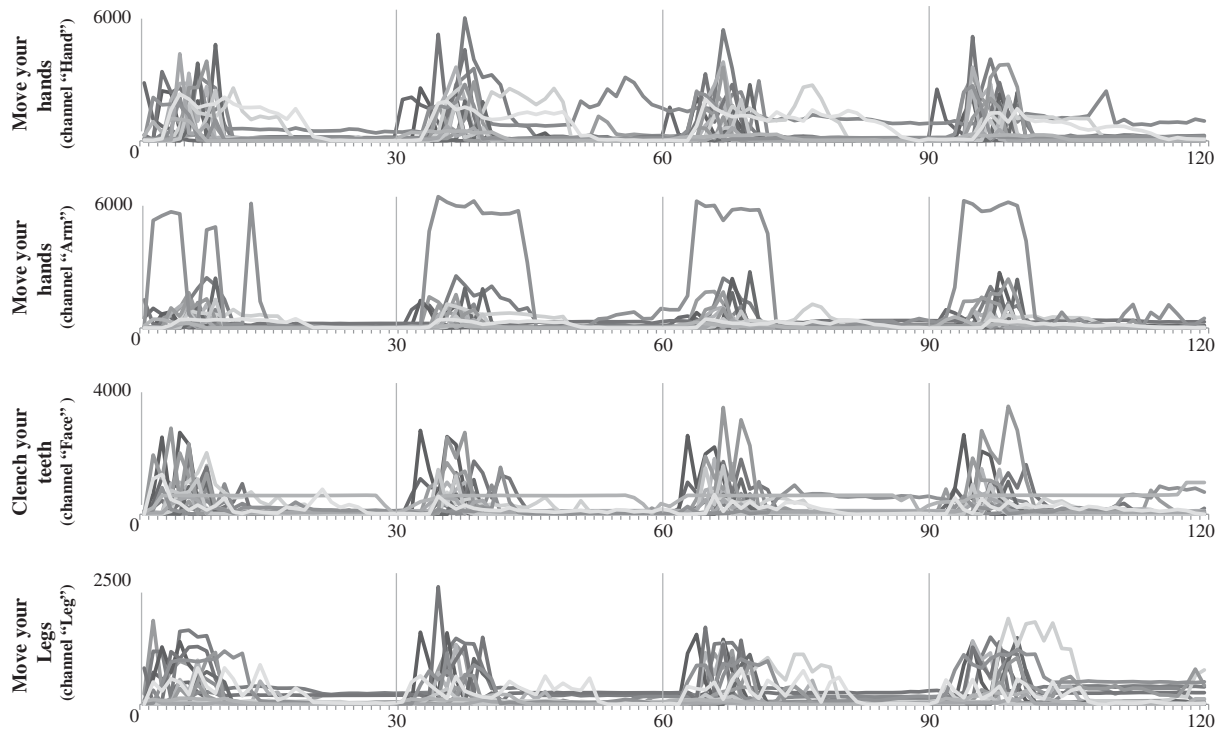 Move your
hands
(channel “Hand”)
6000
0
30
60
90
120
Move your
hands
(channel “Arm”)
6000
0
30
60
90
120
Clench your
teeth
(channel “Face” )
4000
0
30
60
90
120
Move your
Legs
(channel “Leg”)
2500
0
30
60
90
120